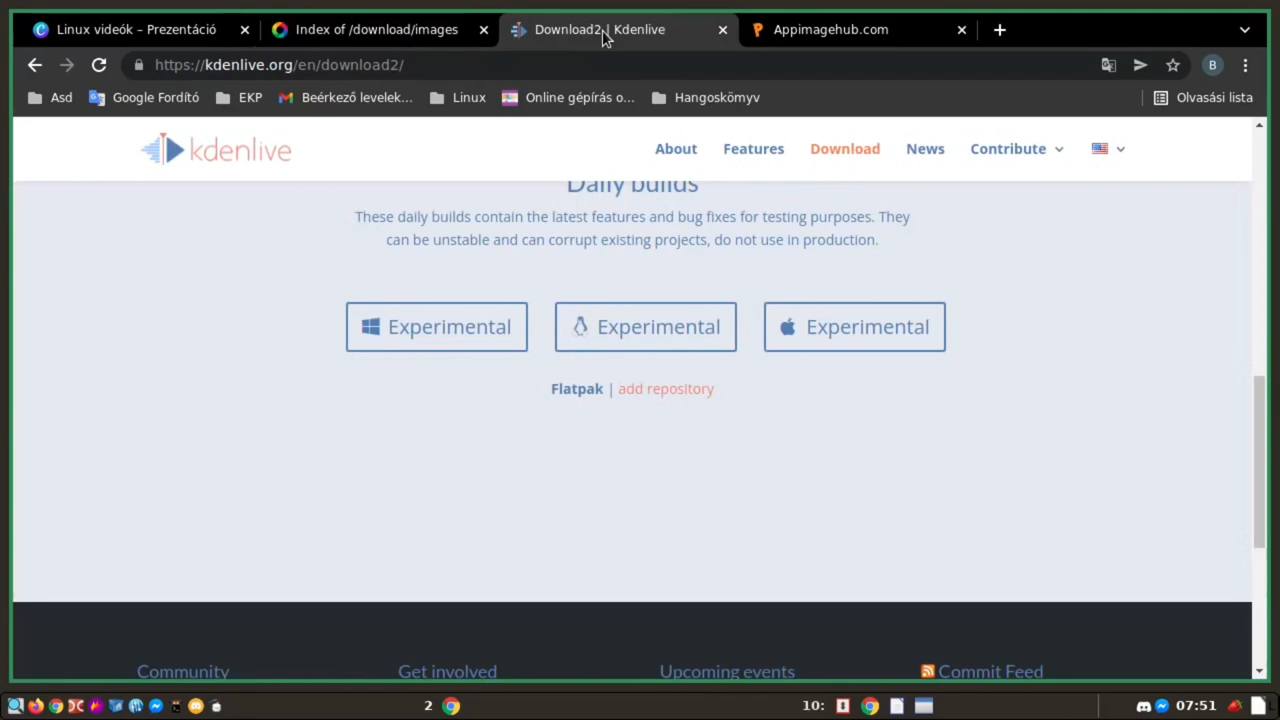 Linux videók – Prezentáció
Index of /download/images
Download2 | Kdenlive
Appimagehub.com
https://kdenlive.org/en/download2/
B
Asd
Google Fordító
EKP
Beérkező levelek...
Linux
Online gépírás o...
Hangoskönyv
Olvasási lista
kdenlive
About
Features
Download
News
Contribute
Daily builds
These daily builds contain the latest features and bug fixes for testing purposes. They
can be unstable and can corrupt existing projects, do not use in production.
Experimental
Experimental
Experimental
Flatpak | add repository
Community
Get involved
Upcoming events
Commit Feed
2
10:
07:51